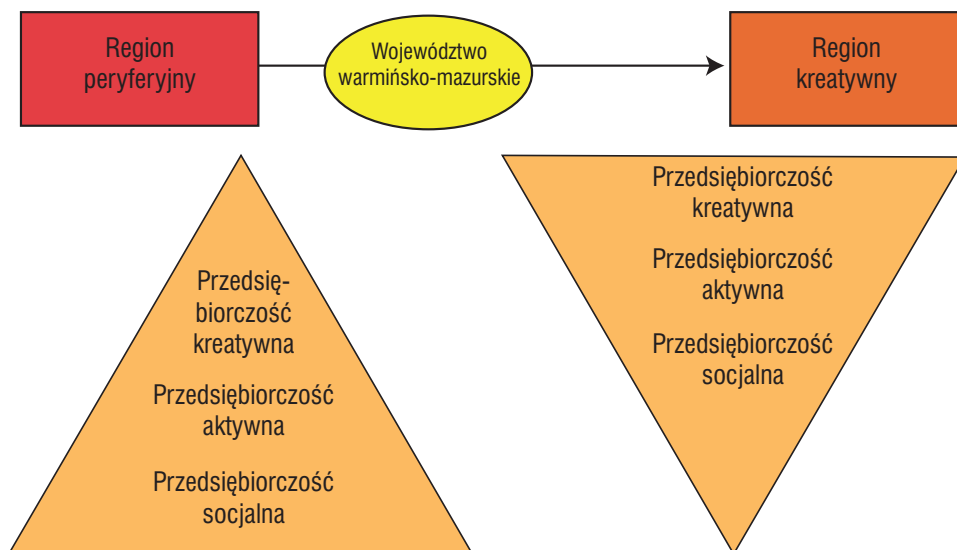 Region
peryferyjny
Województwo
warmińsko-mazurskie
Region
kreatywny
Przedsię-
biorczość
kreatywna
Przedsiębiorczość
aktywna
Przedsiębiorczość
socjalna
Przedsiębiorczość
kreatywna
Przedsiębiorczość
aktywna
Przedsiębiorczość
socjalna